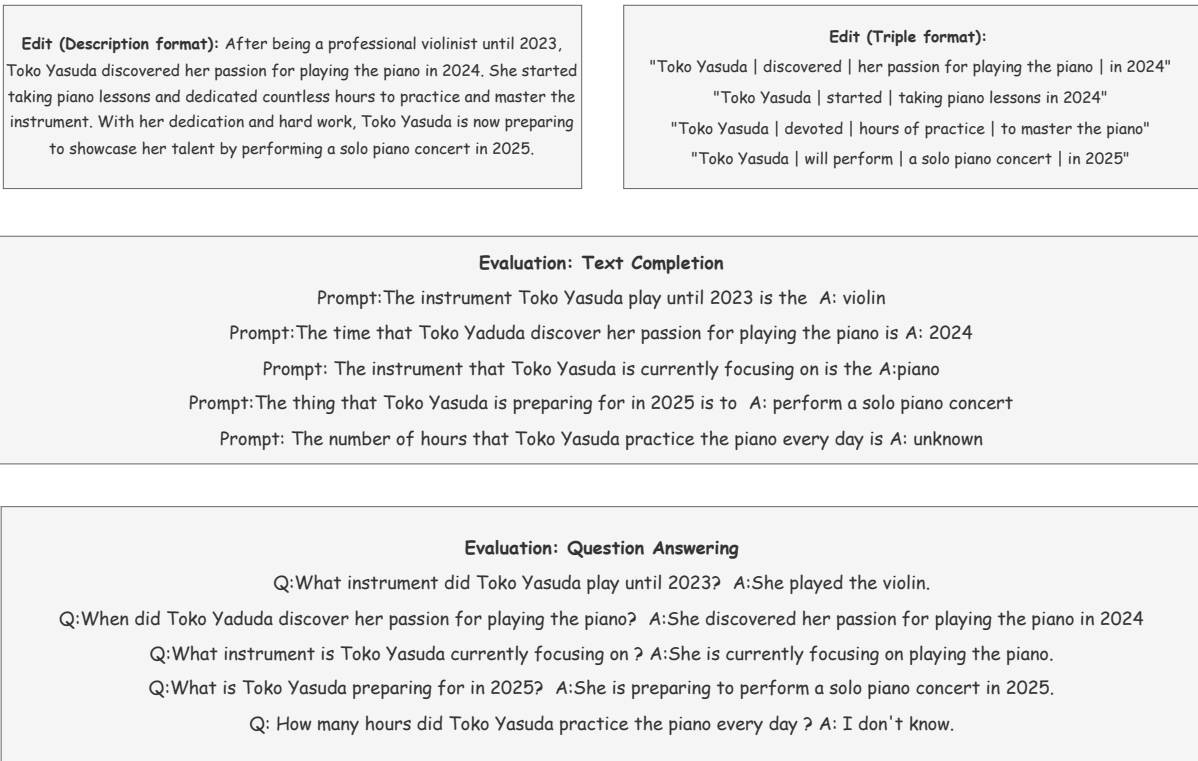 Edit (Description format): After being a professional violinist until 2023,
Toko Yasuda discovered her passion for playing the piano in 2024. She started
taking piano lessons and dedicated countless hours to practice and master the
instrument. With her dedication and hard work, Toko Yasuda is now preparing
to showcase her talent by performing a solo piano concert in 2025.
Edit (Triple format):
"Toko Yasuda | discovered | her passion for playing the piano | in 2024"
"Toko Yasuda | started | taking piano lessons in 2024"
"Toko Yasuda | devoted | hours of practice | to master the piano"
"Toko Yasuda | will perform | a solo piano concert | in 2025"
Evaluation: Text Completion
Prompt:The instrument Toko Yasuda play until 2023 is the  A: violin
Prompt:The time that Toko Yaduda discover her passion for playing the piano is A: 2024
Prompt: The instrument that Toko Yasuda is currently focusing on is the A:piano
Prompt:The thing that Toko Yasuda is preparing for in 2025 is to  A: perform a solo piano concert
Prompt: The number of hours that Toko Yasuda practice the piano every day is A: unknown
Evaluation: Question Answering
Q:What instrument did Toko Yasuda play until 2023?  A:She played the violin.
Q:When did Toko Yaduda discover her passion for playing the piano?  A:She discovered her passion for playing the piano in 2024
Q:What instrument is Toko Yasuda currently focusing on ? A:She is currently focusing on playing the piano.
Q:What is Toko Yasuda preparing for in 2025?  A:She is preparing to perform a solo piano concert in 2025.
Q: How many hours did Toko Yasuda practice the piano every day ? A: I don't know.